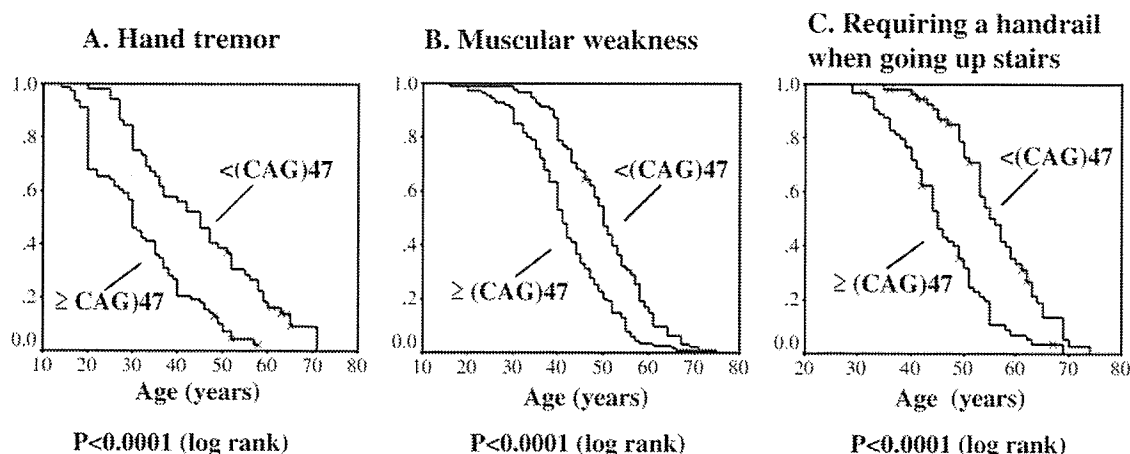 A. Hand tremor
1.0
.8
.6
.4
.2
0.0
<(CAG)47
≥ CAG)47
10 20 30 40 50 60 70 80
Age (years)
P<0.0001 (log rank)
B. Muscular weakness
1.0
.8
.6
.4
.2
0.0
<(CAG)47
≥ (CAG)47
10 20 30 40 50 60 70 80
Age (years)
P<0.0001 (log rank)
C. Requiring a handrail
when going up stairs
1.0
.8
.6
.4
.2
0.0
<(CAG)47
≥ (CAG)47
20 30 40 50 60 70 80
Age (years)
P<0.0001 (log rank)